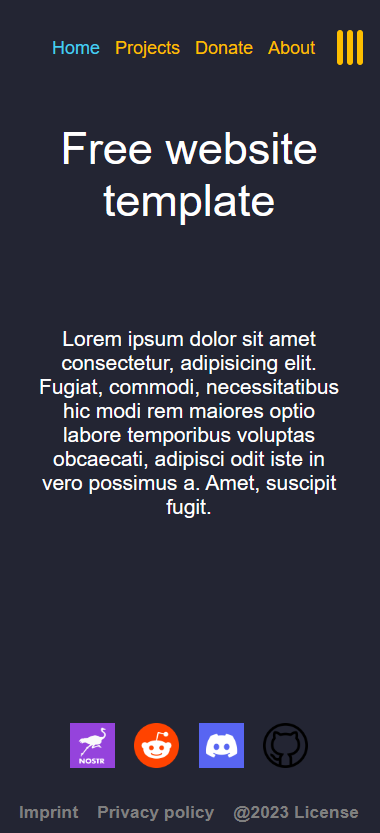 Home Projects Donate About
Free website
template
Lorem ipsum dolor sit amet
consectetur, adipisicing elit.
Fugiat, commodi, necessitatibus
hic modi rem maiores optio
labore temporibus voluptas
obcaecati, adipisci odit iste in
vero possimus a. Amet, suscipit
fugit.
NOSTR
Imprint Privacy policy @2023 License